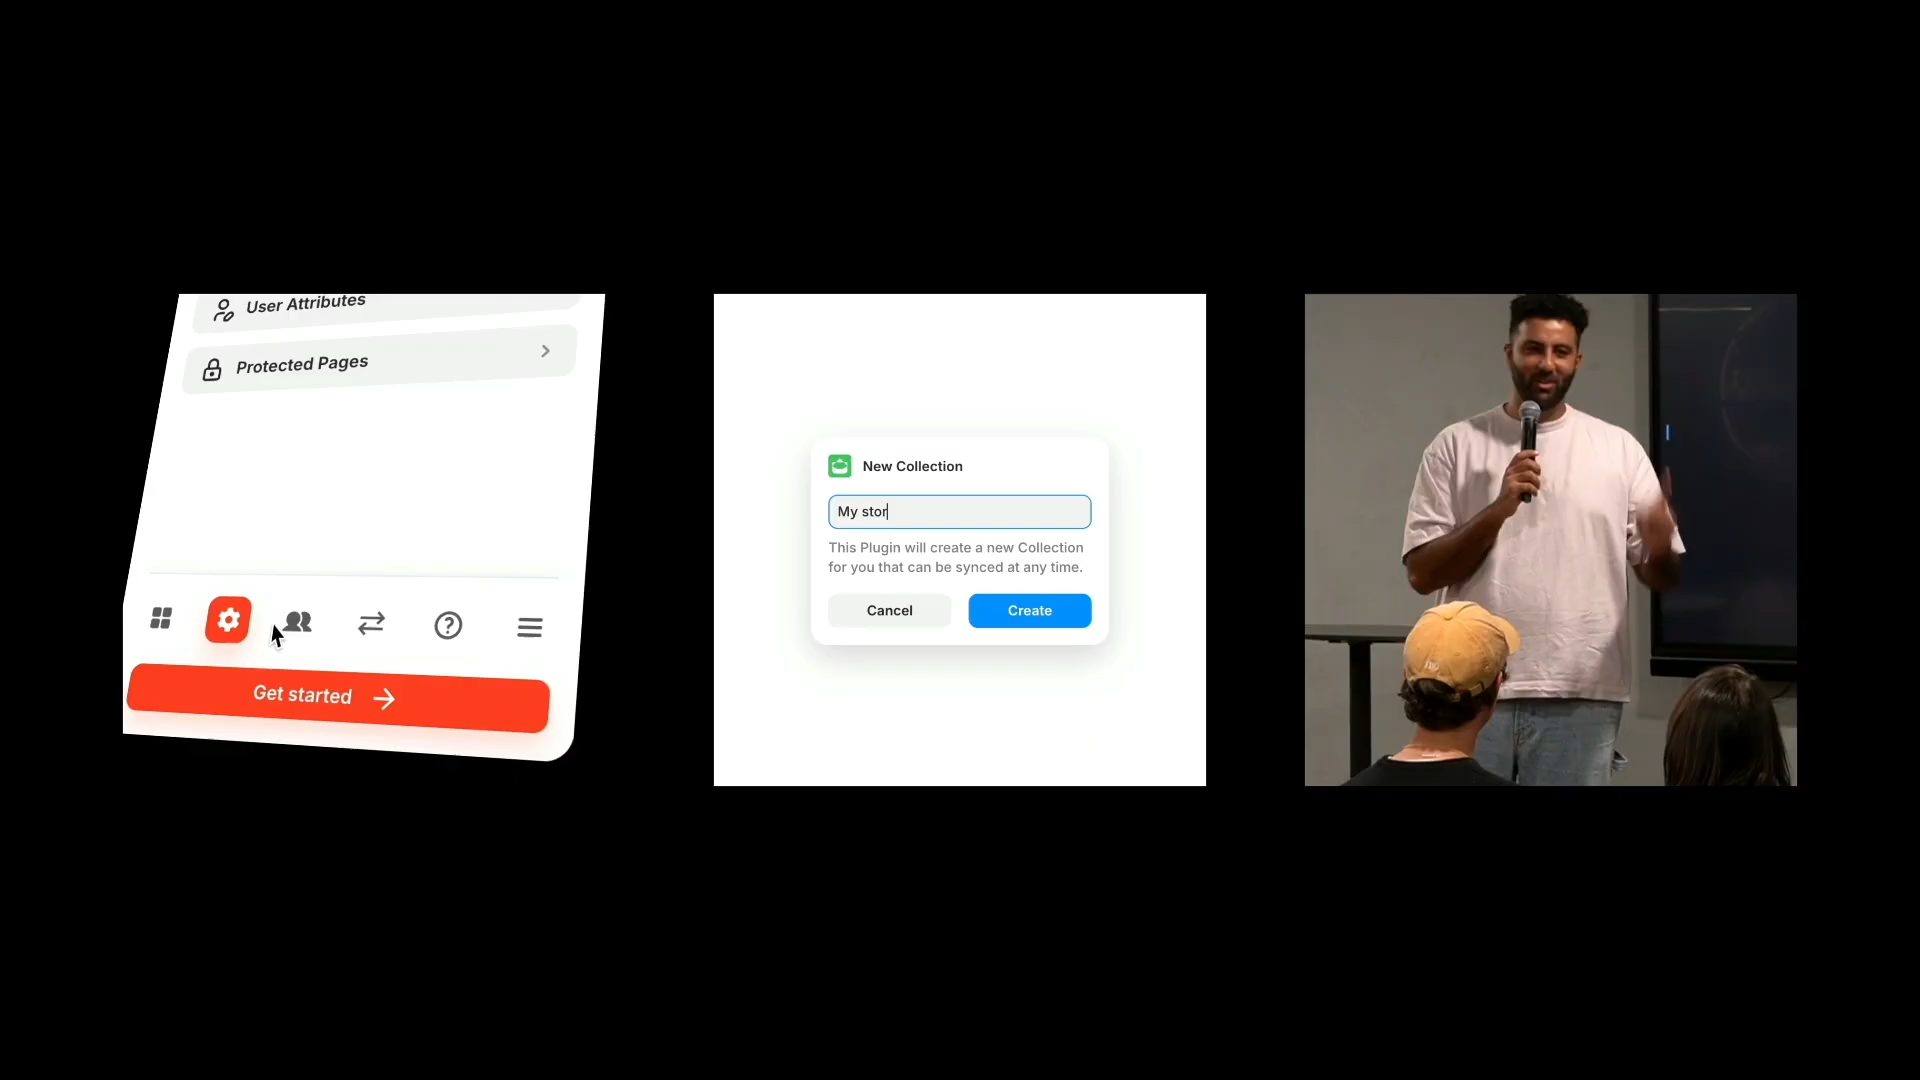 User Attributes
Protected Pages
Get started
New Collection
My stor
This Plugin will create a new Collection
for you that can be synced at any time.
Cancel
Create